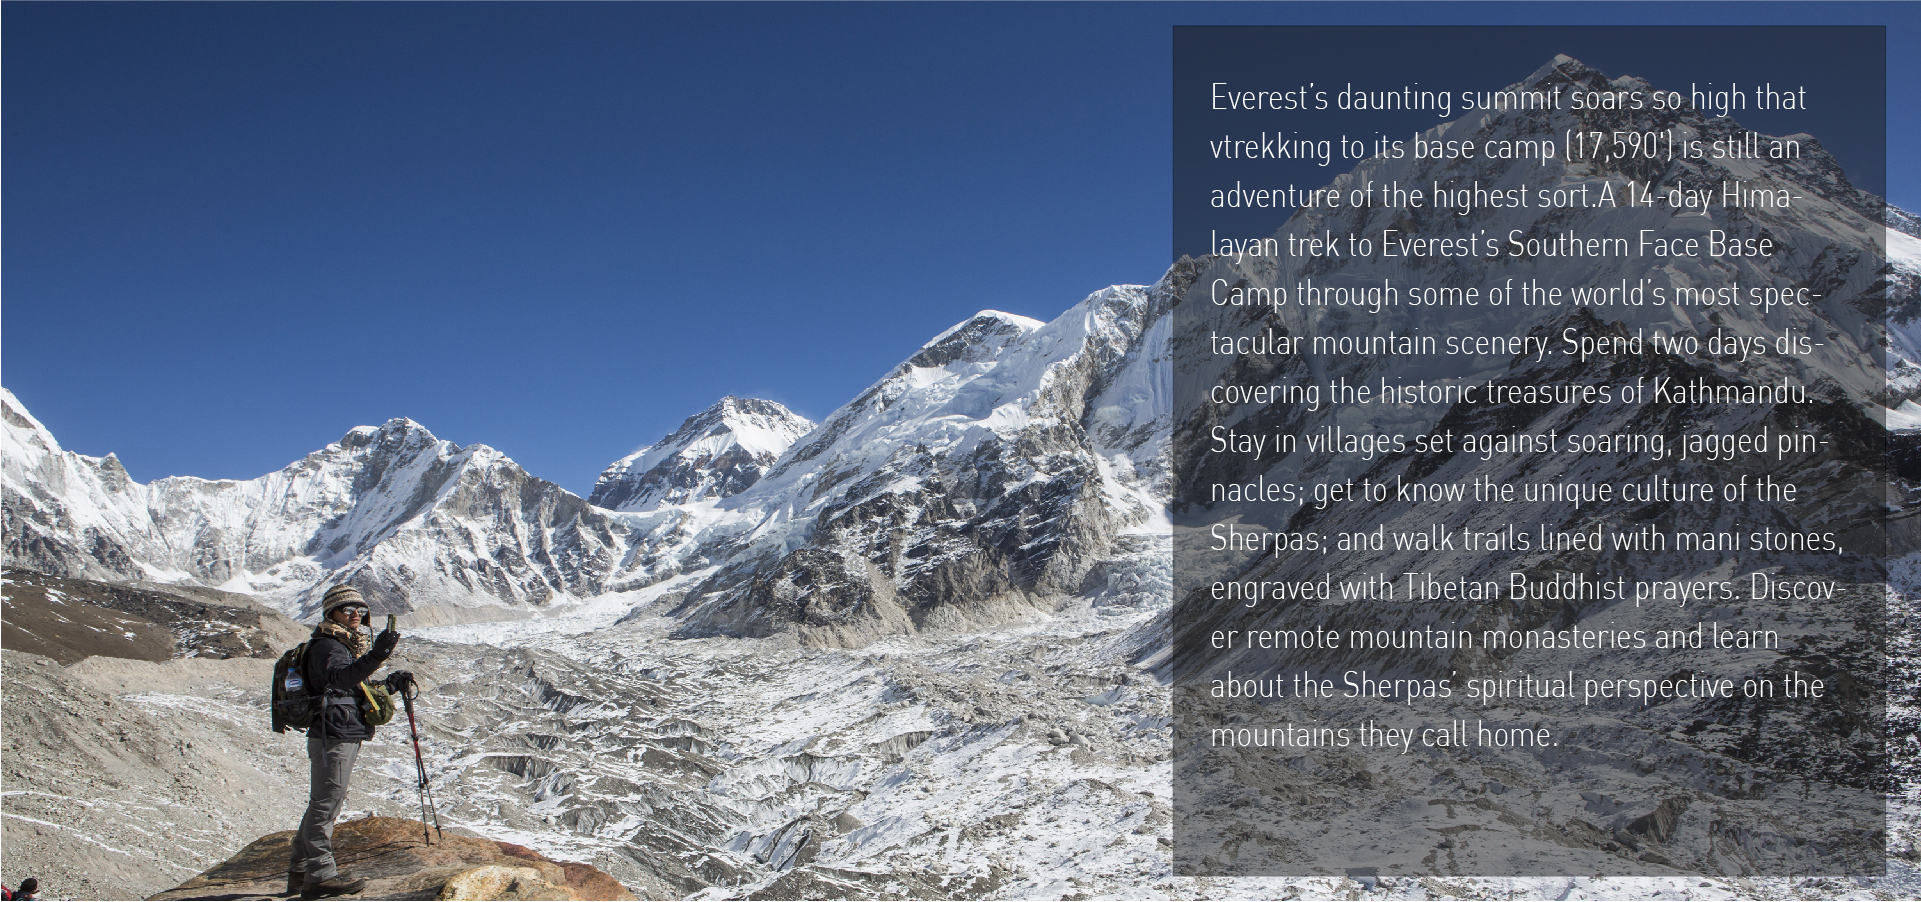 Everest’s daunting summit soars so high that
vtrekking to its base camp (17,590') is still an
adventure of the highest sort.A 14-day Hima-
layan trek to Everest’s Southern Face Base
Camp through some of the world’s most spec-
tacular mountain scenery. Spend two days dis-
covering the historic treasures of Kathmandu.
Stay in villages set against soaring, jagged pin-
nacles; get to know the unique culture of the
Sherpas; and walk trails lined with mani stones,
engraved with Tibetan Buddhist prayers. Discov-
er remote mountain monasteries and learn
about the Sherpas’ spiritual perspective on the
mountains they call home.